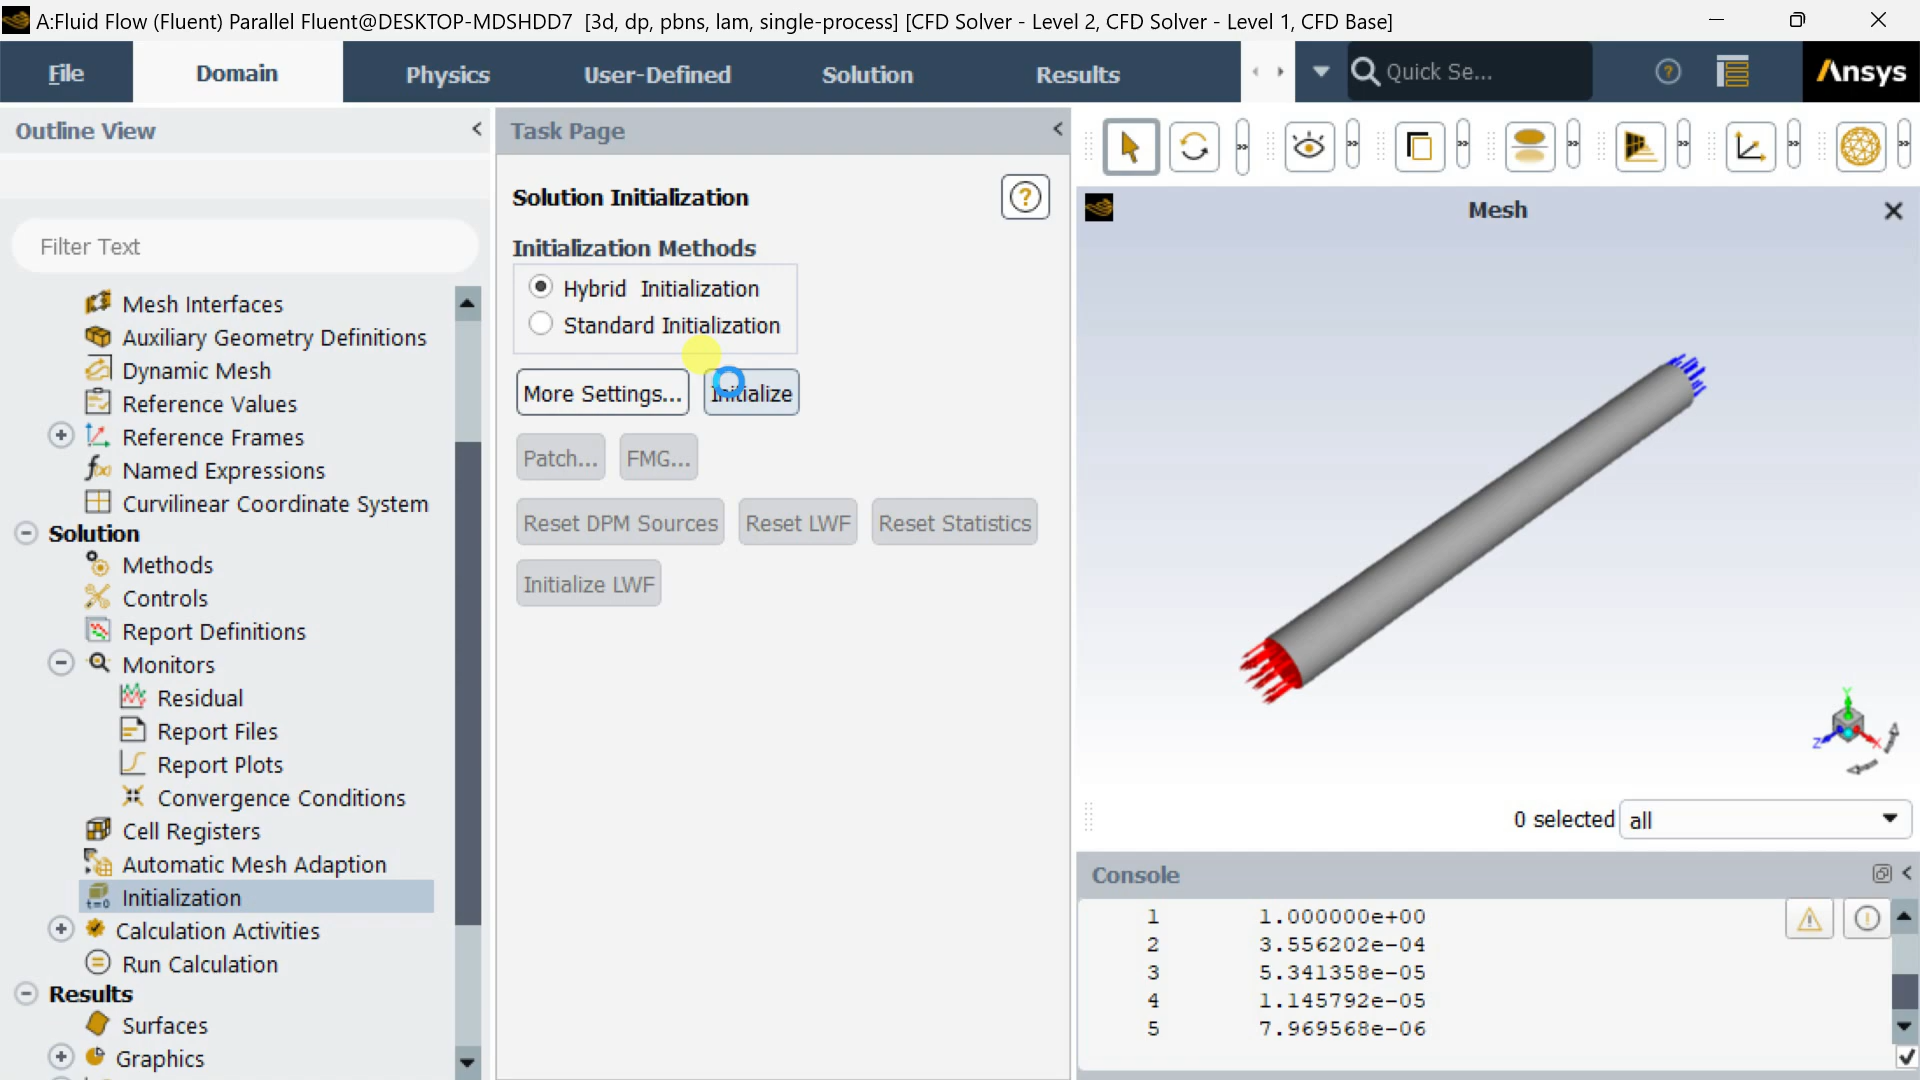 A:Fluid Flow (Fluent) Parallel Fluent@DESKTOP-MDSHDD7 [3d, dp, pbns, lam, single-process] [CFD Solver - Level 2, CFD Solver - Level 1, CFD Base]
File Domain Physics User-Defined Solution Results Quick Se... Ansys
Outline View
Filter Text
Mesh Interfaces
Auxiliary Geometry Definitions
Dynamic Mesh
Reference Values
Reference Frames
Named Expressions
Curvilinear Coordinate System
Solution
Methods
Controls
Report Definitions
Monitors
Residual
Report Files
Report Plots
Convergence Conditions
Cell Registers
Automatic Mesh Adaption
t=0 Initialization
Calculation Activities
Run Calculation
Results
Surfaces
Graphics
Task Page
Solution Initialization
Initialization Methods
Hybrid Initialization
Standard Initialization
More Settings... Initialize
Patch... FMG...
Reset DPM Sources Reset LWF Reset Statistics
Initialize LWF
Mesh
Y
Z X
0 selected all
Console
1 1.000000e+00
2 3.556202e-04
3 5.341358e-05
4 1.145792e-05
5 7.969568e-06